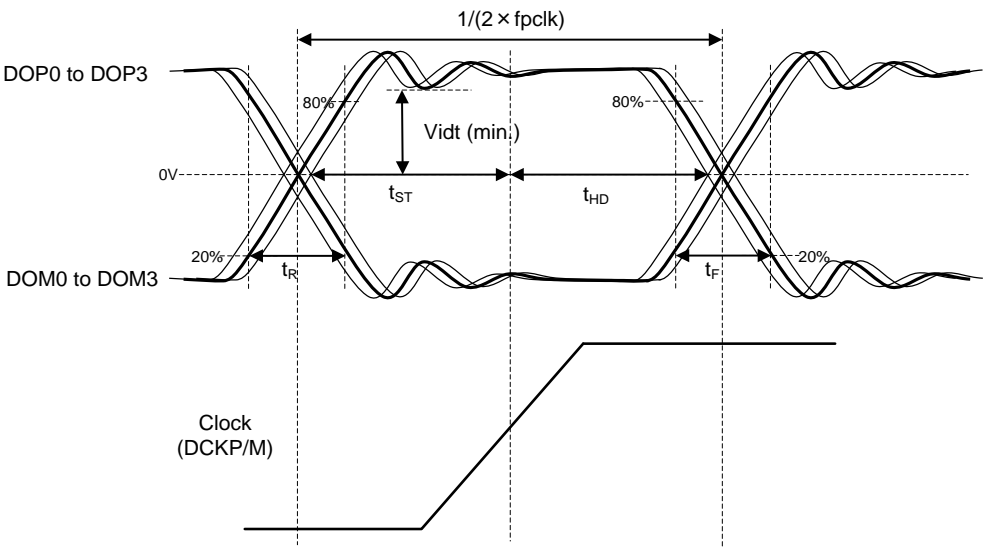 1/(2×fpclk)
DOP0 to DOP3
80%
80%
Vidt (min.)
0V
tST
tHD
20%
20%
tR
tF
DOM0 to DOM3
Clock
(DCKP/M)